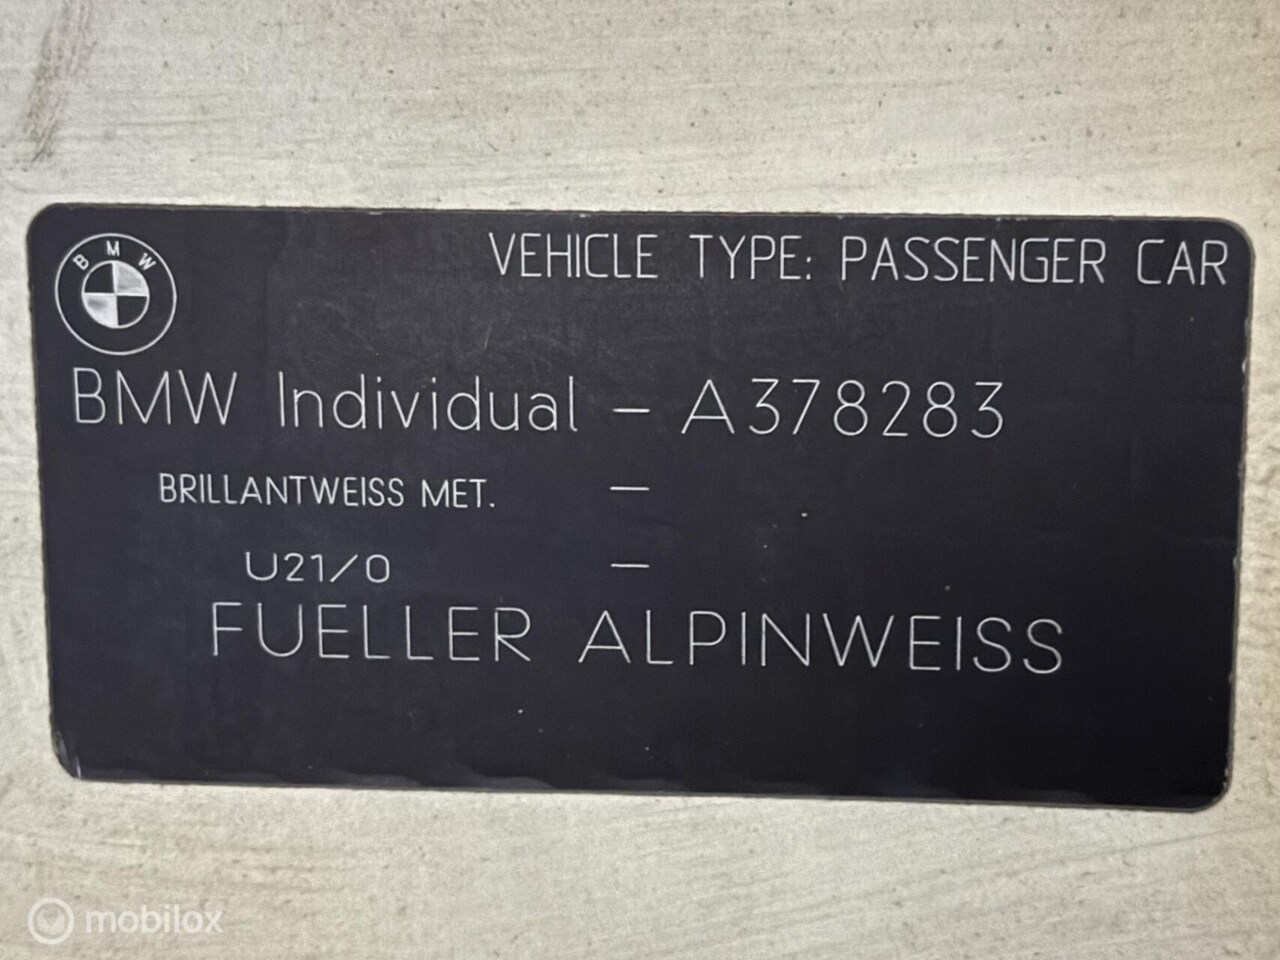 BMW
VEHICLE TYPE: PASSENGER CAR
BMW Individual – A378283
BRILLANTWEISS MET. –
U21/0 –
FUELLER ALPINWEISS
mobilox